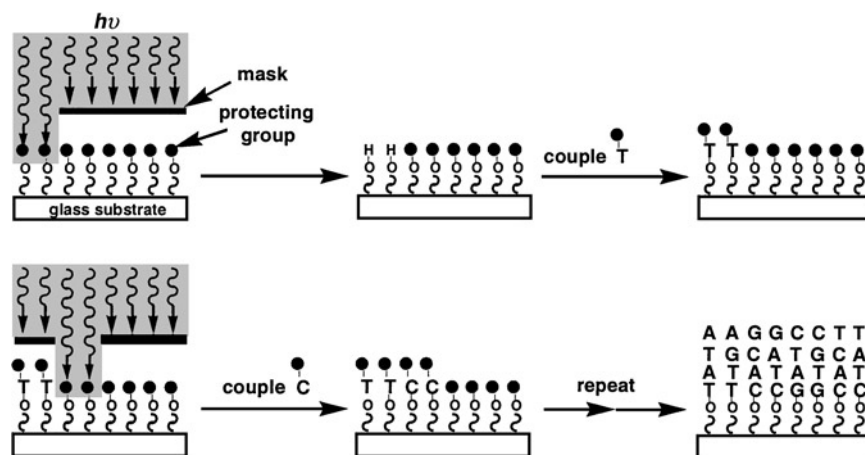 hν
mask
protecting
group
O O O O O O O O
glass substrate
H H
O O O O O O O O
couple T
T T
O O O O O O O O
T T
O O O O O O O O
couple C
T T C C
O O O O O O O O
repeat
A A G G C C T T
T G C A T G C A
A T A T A T A T
T T C C G G C C
O O O O O O O O